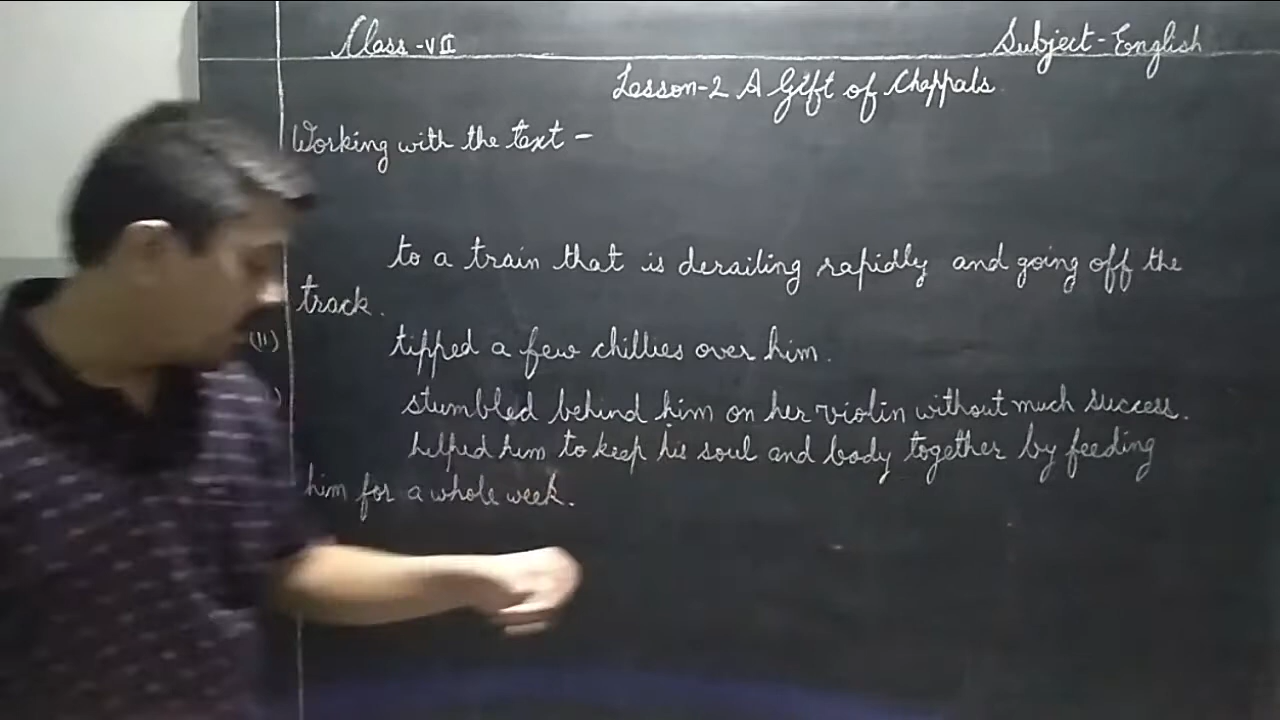 Class-VII
Subject-English
Lesson-2 A Gift of Chappals
Working with the text -
to a train that is derailing rapidly and going off the
track.
(II) tipped a few chillies over him.
stumbled behind him on her violin without much success.
helped him to keep his soul and body together by feeding
him for a whole week.